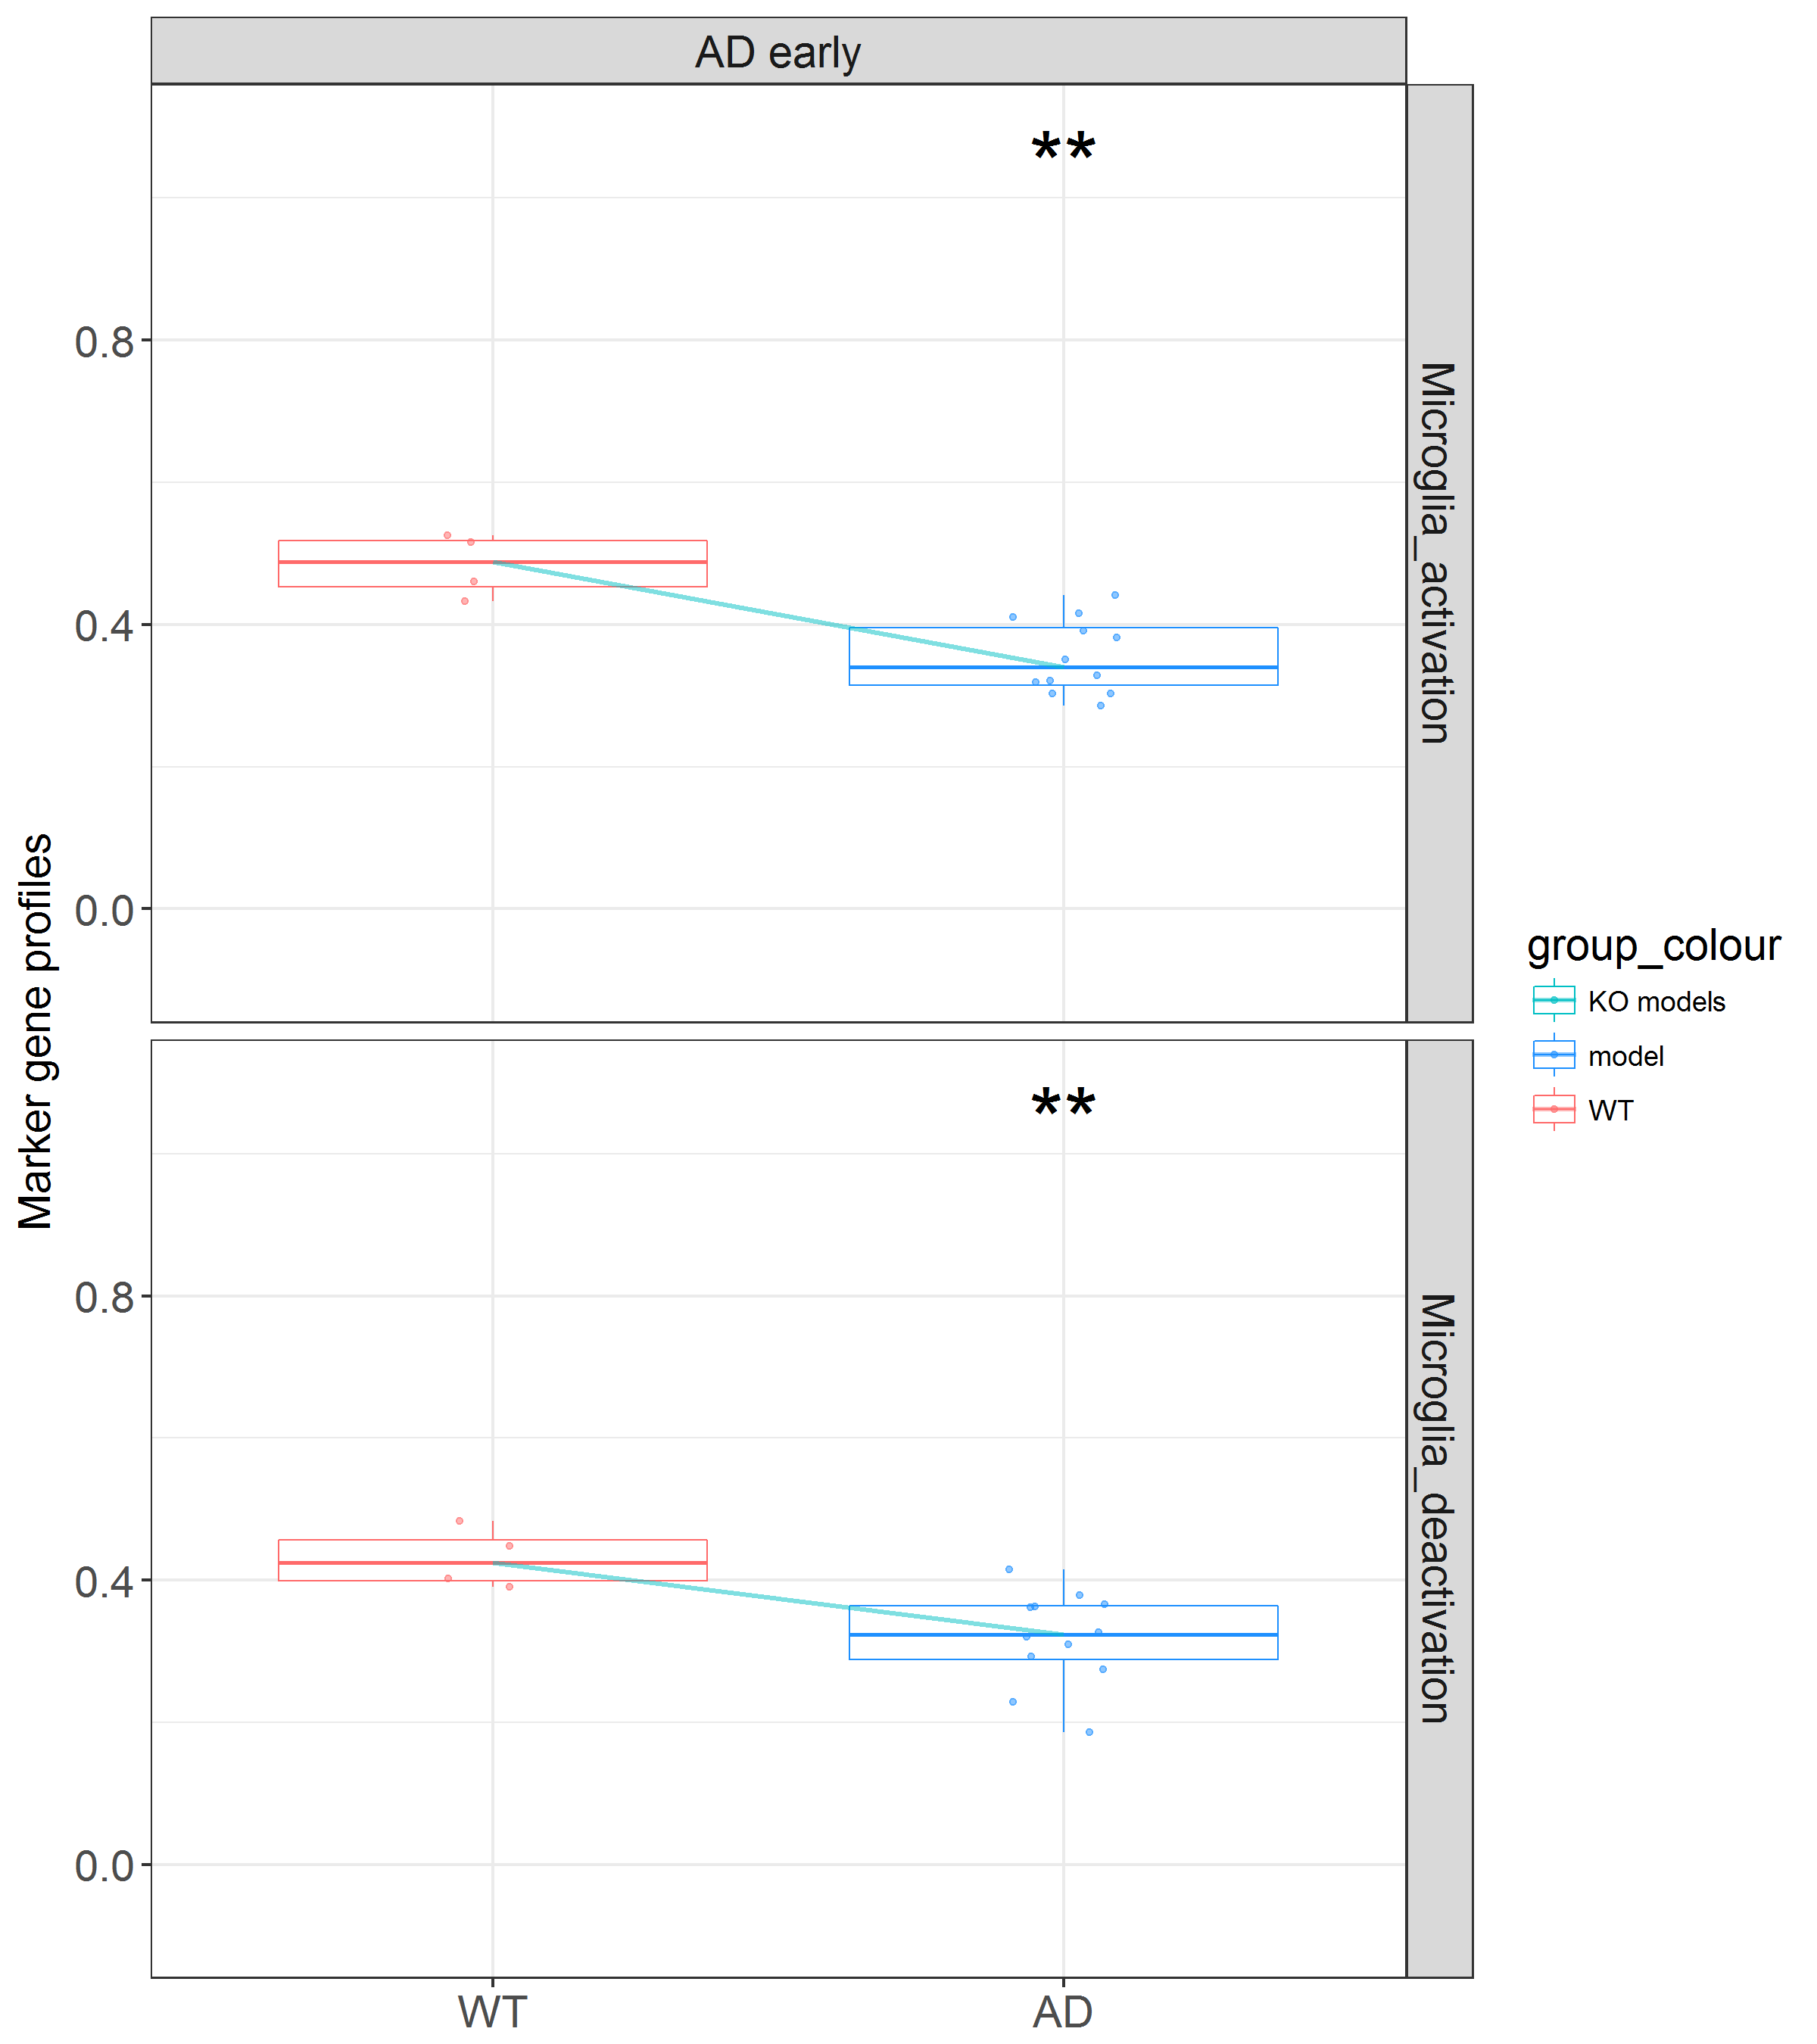 AD early
**
Microglia_activation
0.8
0.4
0.0
Marker gene profiles
**
Microglia_deactivation
0.8
0.4
0.0
WT
AD
group_colour
KO models
model
WT